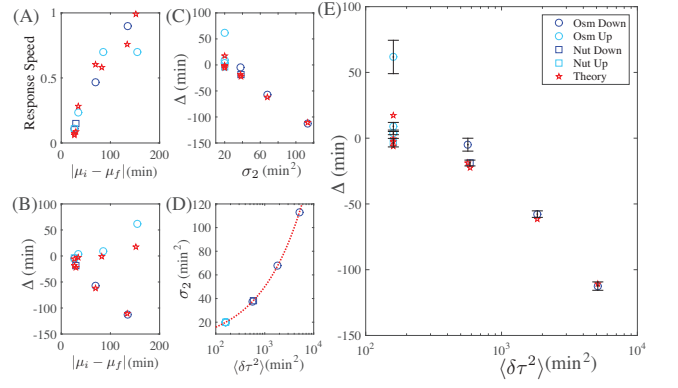 (A)
Response Speed
1
0.5
0
0 100 200
|μi − μf| (min)
(C)
Δ (min)
100
50
0
-50
-100
-150
20 60 100
σ2 (min²)
(B)
Δ (min)
100
50
0
-50
-100
-150
0 100 200
|μi − μf| (min)
(D)
σ2 (min²)
120
100
80
60
40
20
10² 10³ 10⁴
⟨δτ²⟩(min²)
(E)
Δ (min)
100
50
0
-50
-100
-150
10² 10³ 10⁴
⟨δτ²⟩(min²)
Osm Down
Osm Up
Nut Down
Nut Up
Theory